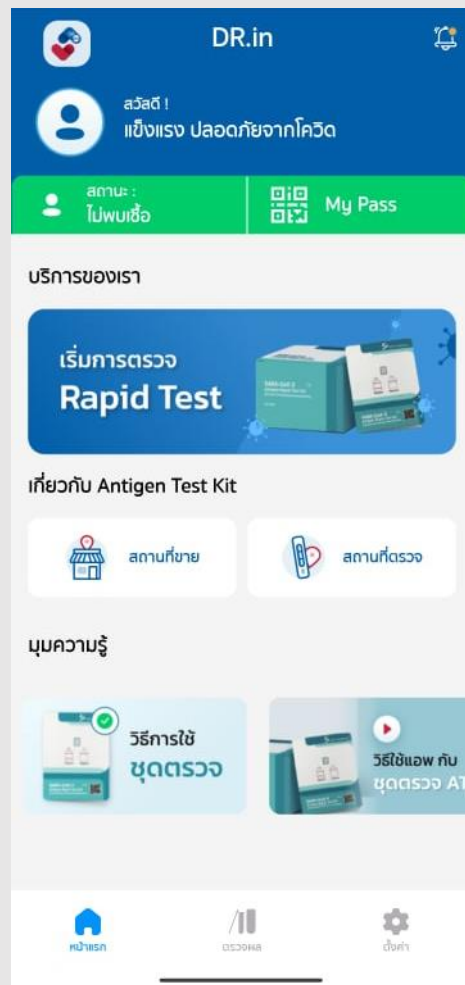 DR.in
สวัสดี !
แข็งแรง ปลอดภัยจากโควิด
สถานะ :
ไม่พบเชื้อ
My Pass
บริการของเรา
เริ่มการตรวจ
Rapid Test
เกี่ยวกับ Antigen Test Kit
สถานที่ขาย
สถานที่ตรวจ
มุมความรู้
วิธีการใช้
ชุดตรวจ
วิธีใช้แอพ กับ
ชุดตรวจ AT
หน้าแรก
ตรวจผล
ตั้งค่า